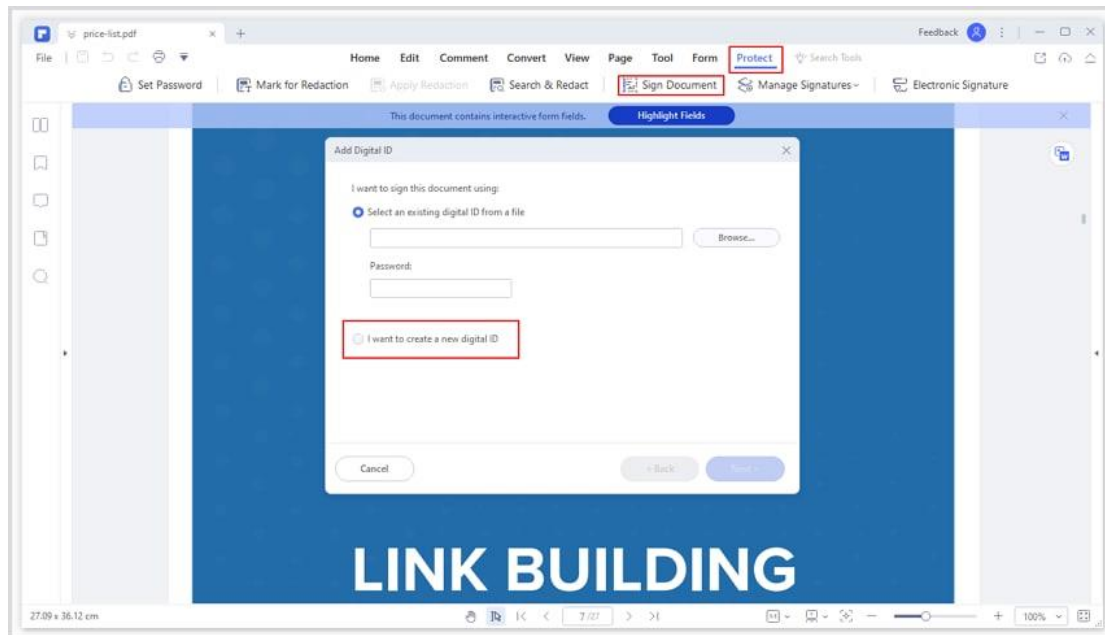 price-list.pdf
Feedback
File
Home Edit Comment Convert View Page Tool Form Protect Search Tools
Set Password Mark for Redaction Apply Redaction Search & Redact Sign Document Manage Signatures Electronic Signature
This document contains interactive form fields. Highlight Fields
Add Digital ID
I want to sign this document using:
Select an existing digital ID from a file
Browse...
Password:
I want to create a new digital ID
Cancel < Back Next >
LINK BUILDING
27.09 x 36.12 cm 7/27 100%